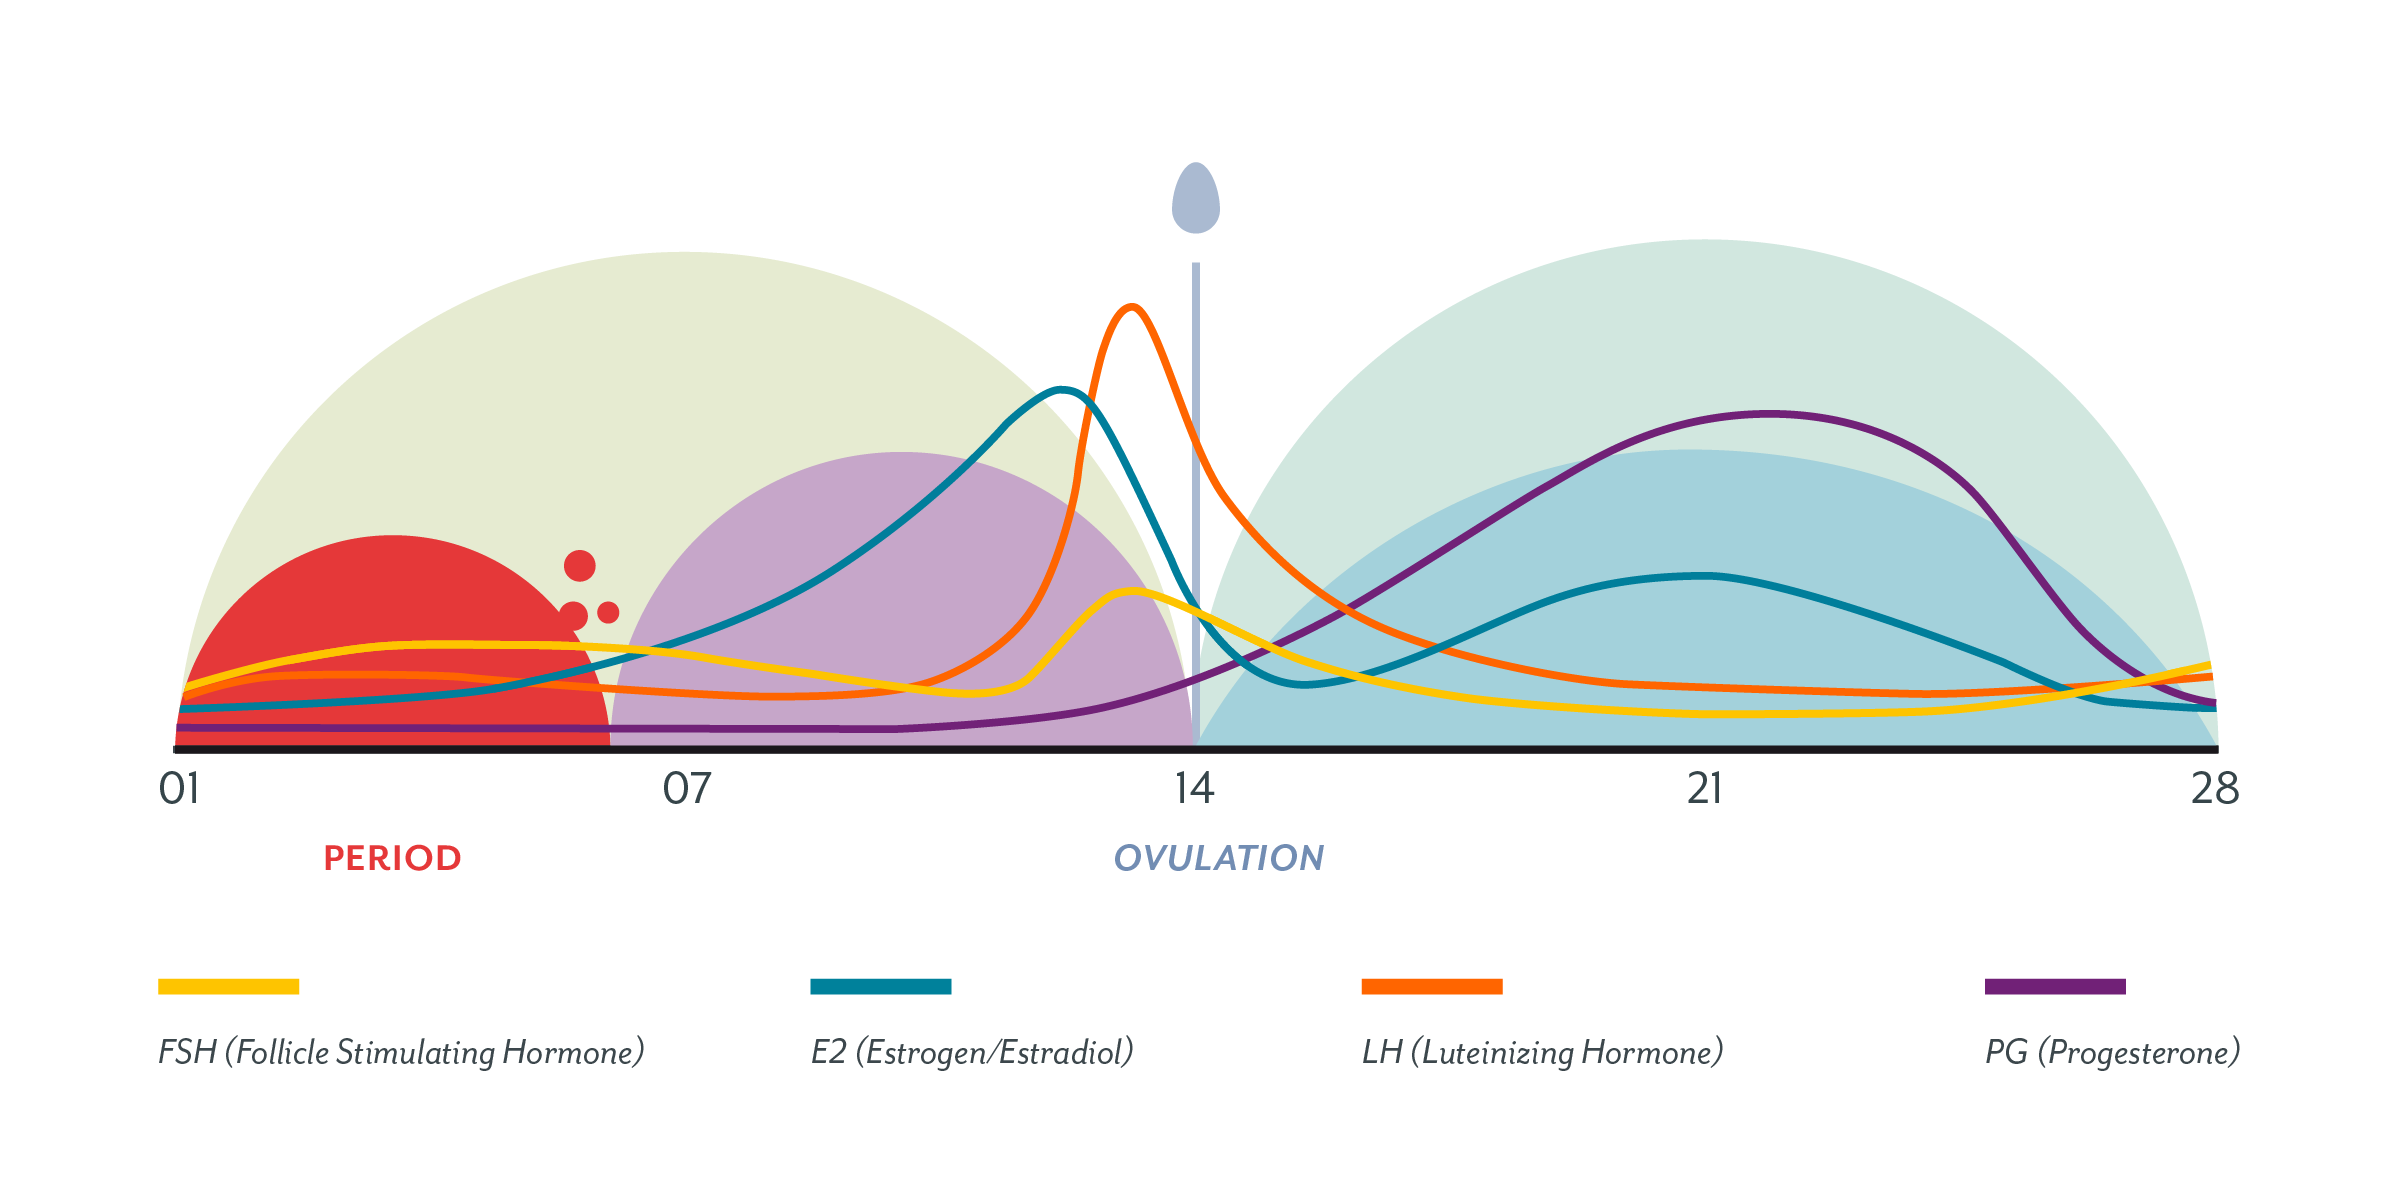 01 07 14 21 28
PERIOD OVULATION
FSH (Follicle Stimulating Hormone) E2 (Estrogen/Estradiol) LH (Luteinizing Hormone) PG (Progesterone)